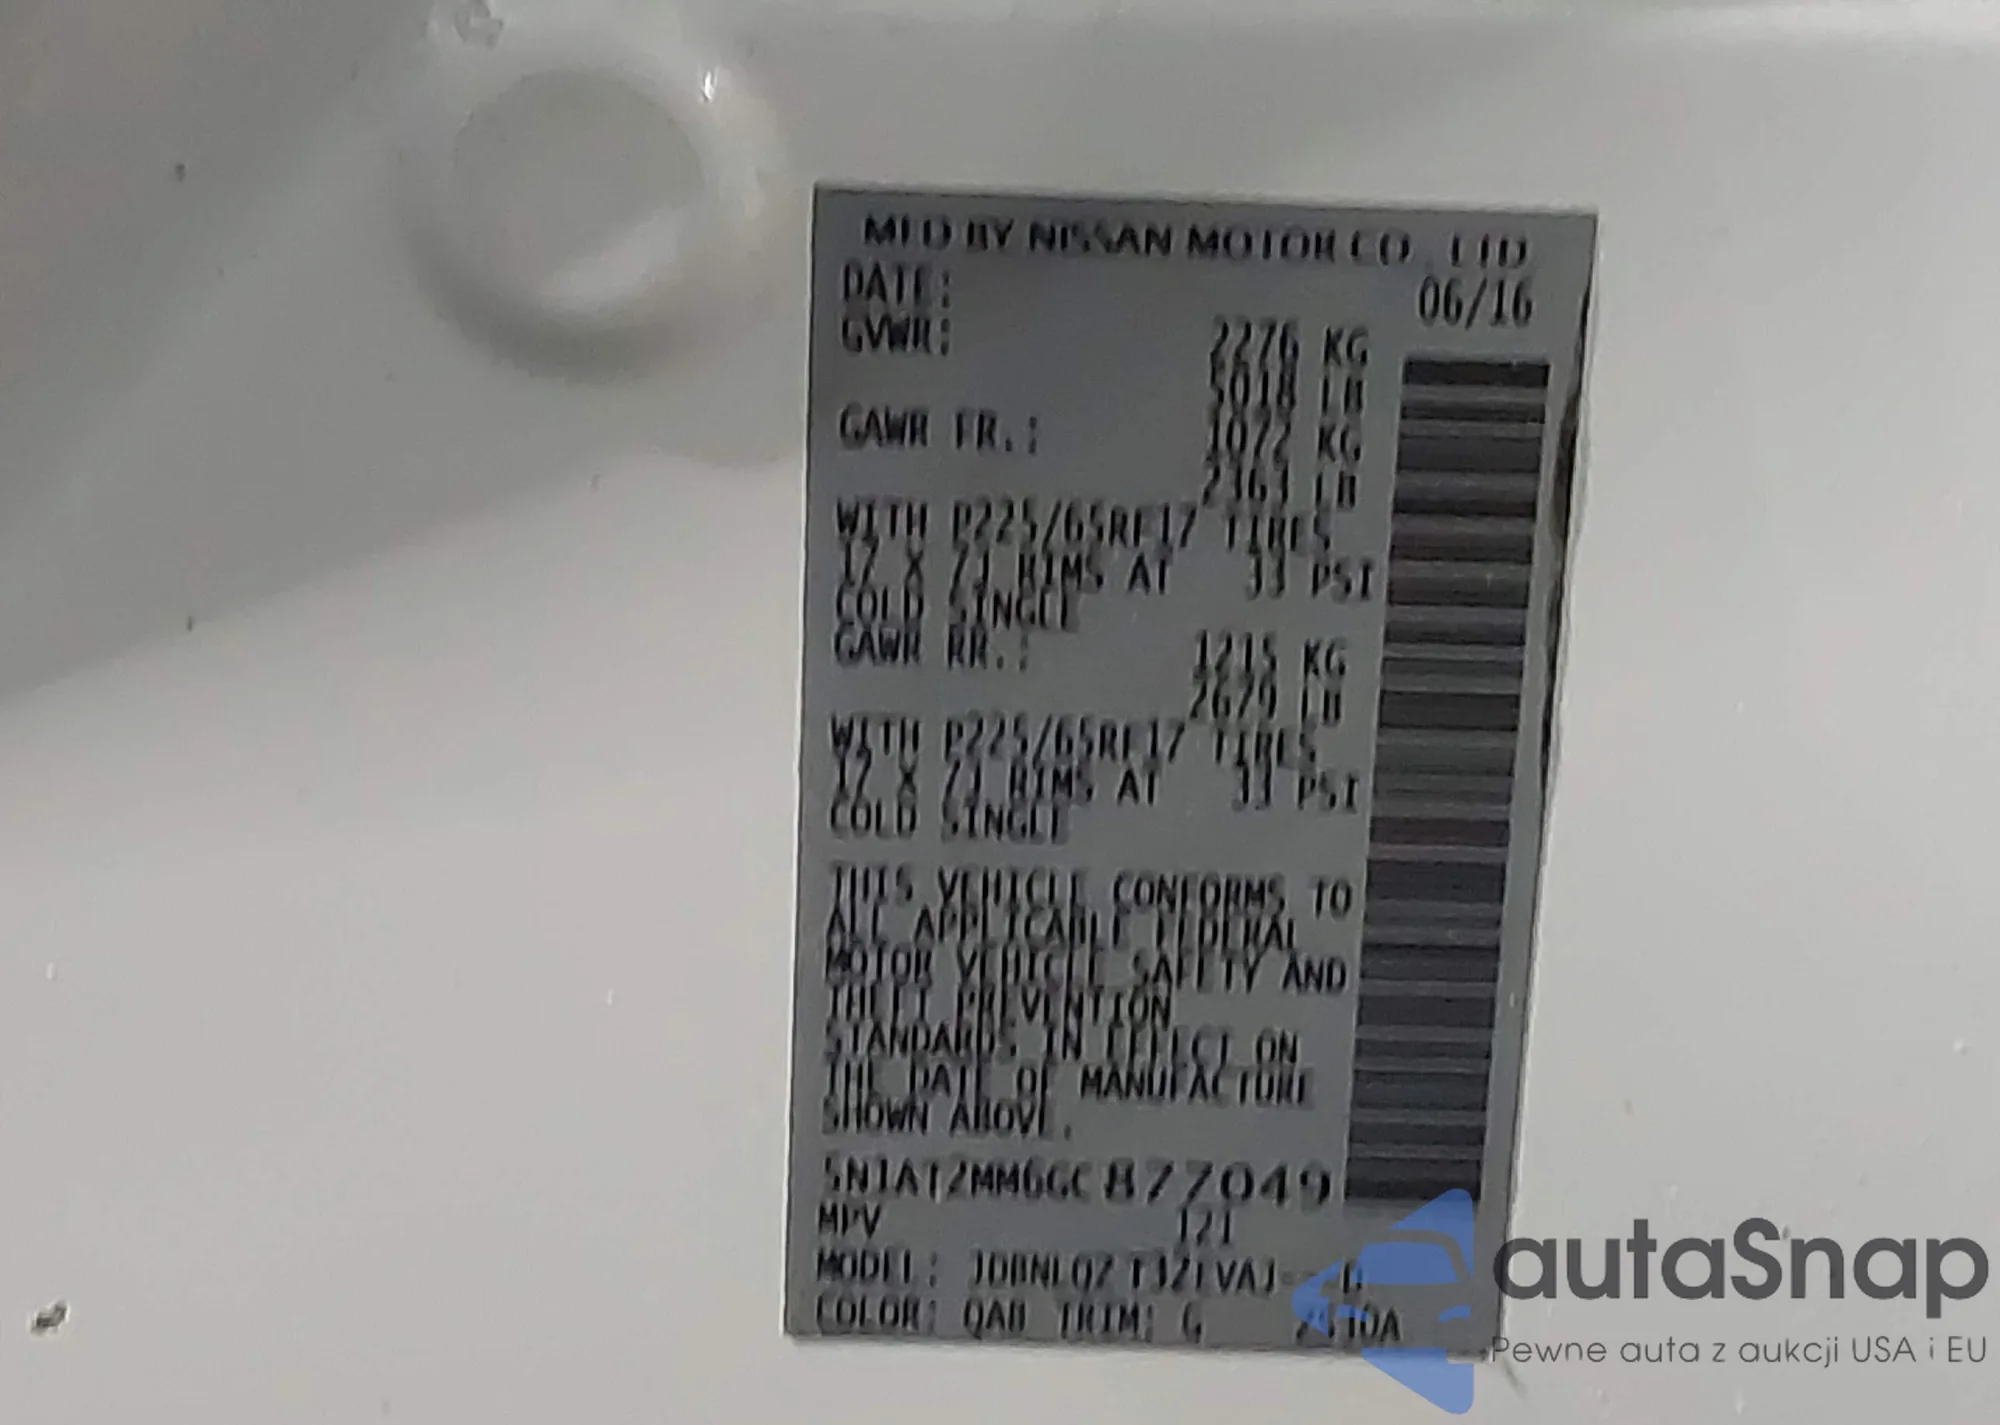 MFD BY NISSAN MOTOR CO., LTD
DATE: 06/16
GVWR: 2276 KG
5018 LB
GAWR FR.: 1072 KG
2363 LB
WITH P225/65RF17 TIRES
17 X 7J RIMS AT 33 PSI
COLD SINGLE
GAWR RR.: 1215 KG
2679 LB
WITH P225/65RF17 TIRES
17 X 7J RIMS AT 33 PSI
COLD SINGLE
THIS VEHICLE CONFORMS TO
ALL APPLICABLE FEDERAL
MOTOR VEHICLE SAFETY AND
THEFT PREVENTION
STANDARDS IN EFFECT ON
THE DATE OF MANUFACTURE
SHOWN ABOVE.
5N1AT2MM6GC877049
MPV 121
MODEL:
COLOR: QAB TRIM: G
autaSnap
Pewne auta z aukcji USA i EU